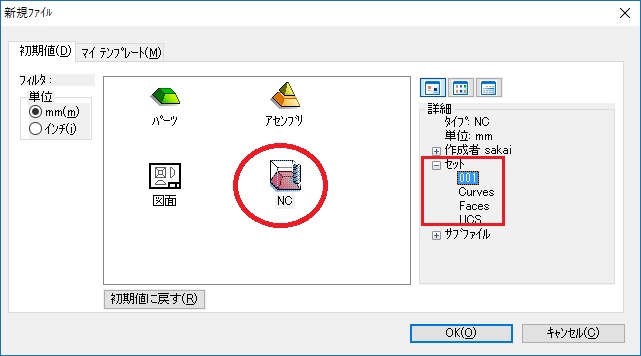 新規ファイル
初期値(D)
マイ テンプレート(M)
フィルタ :
単位
mm(m)
インチ(i)
パーツ
アセンブリ
図面
NC
初期値に戻す(R)
詳細
タイプ: NC
単位: mm
作成者 sakai
セット
001
Curves
Faces
UCS
サブファイル
OK(O)
キャンセル(C)